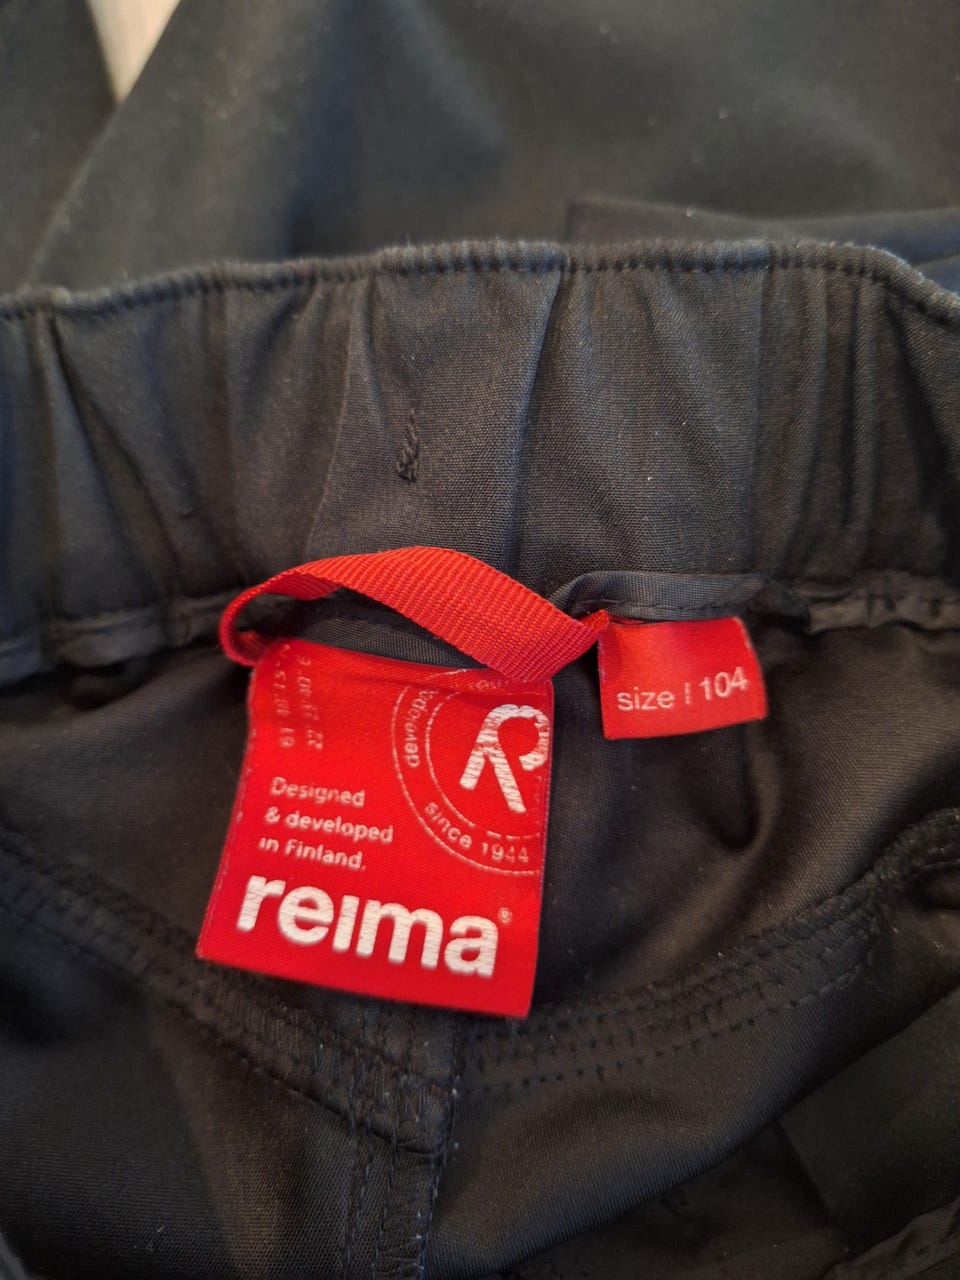 Designed
& developed
in Finland.
reima®
since 1944
R
size | 104